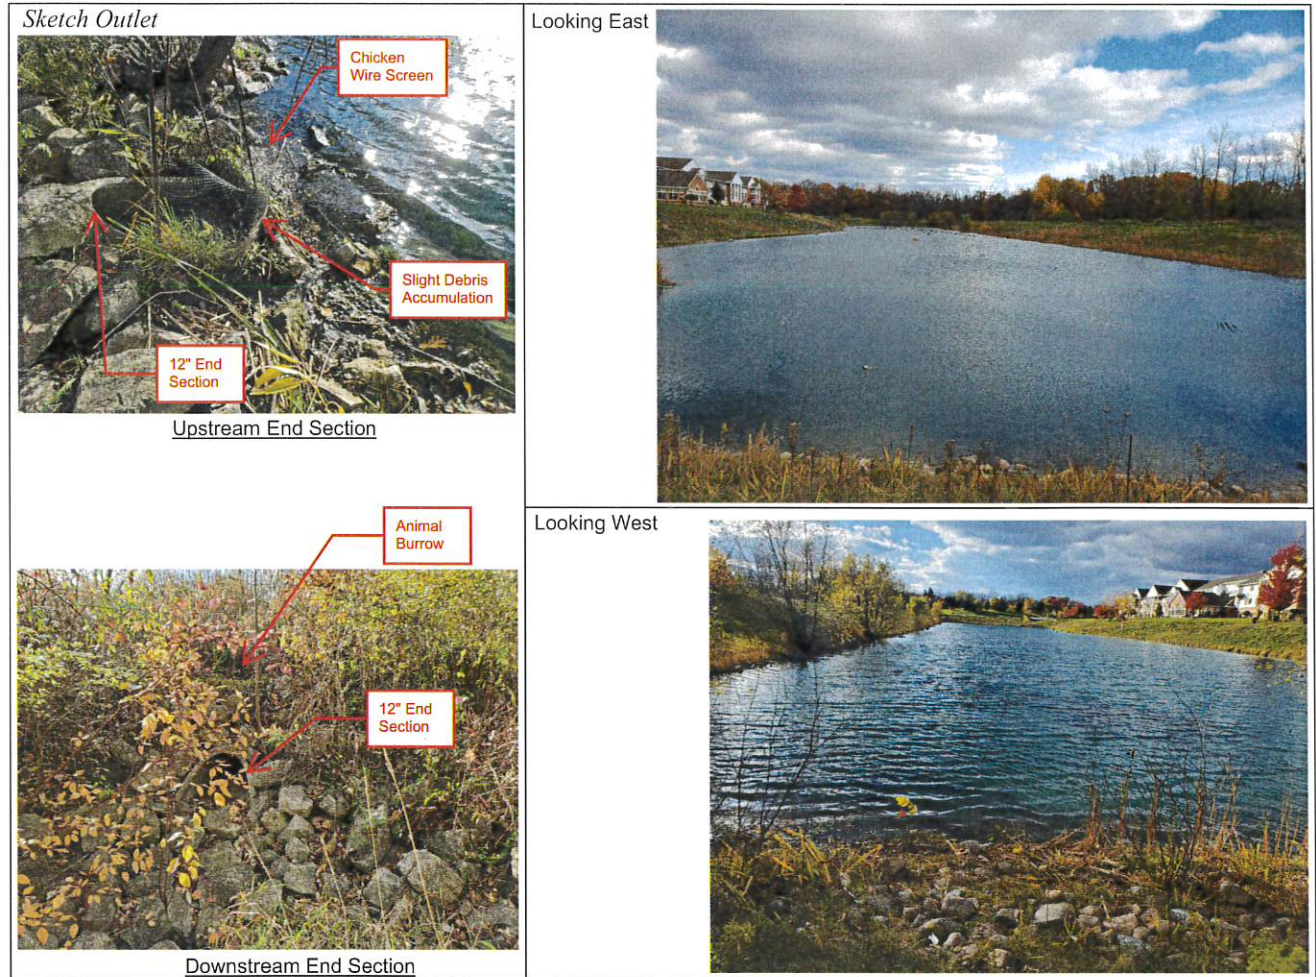 Sketch Outlet
Chicken
Wire Screen
Slight Debris
Accumulation
12" End
Section
Upstream End Section
Animal
Burrow
12" End
Section
Downstream End Section
Looking East
Looking West